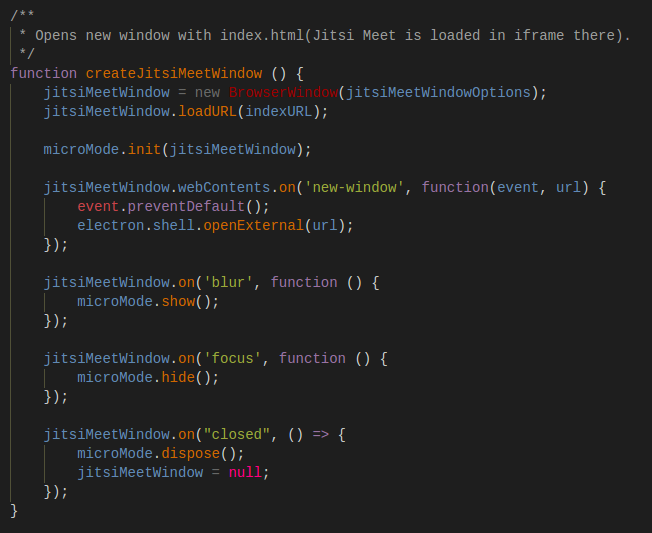 /**
 * Opens new window with index.html(Jitsi Meet is loaded in iframe there).
 */
function createJitsiMeetWindow () {
    jitsiMeetWindow = new BrowserWindow(jitsiMeetWindowOptions);
    jitsiMeetWindow.loadURL(indexURL);

    microMode.init(jitsiMeetWindow);

    jitsiMeetWindow.webContents.on('new-window', function(event, url) {
        event.preventDefault();
        electron.shell.openExternal(url);
    });

    jitsiMeetWindow.on('blur', function () {
        microMode.show();
    });

    jitsiMeetWindow.on('focus', function () {
        microMode.hide();
    });

    jitsiMeetWindow.on("closed", () => {
        microMode.dispose();
        jitsiMeetWindow = null;
    });
}